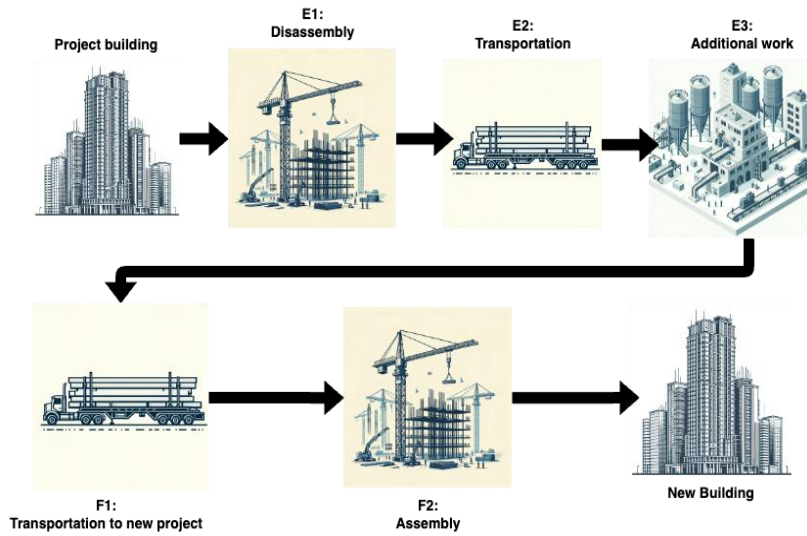 Project building
E1:
Disassembly
E2:
Transportation
E3:
Additional work
F1:
Transportation to new project
F2:
Assembly
New Building